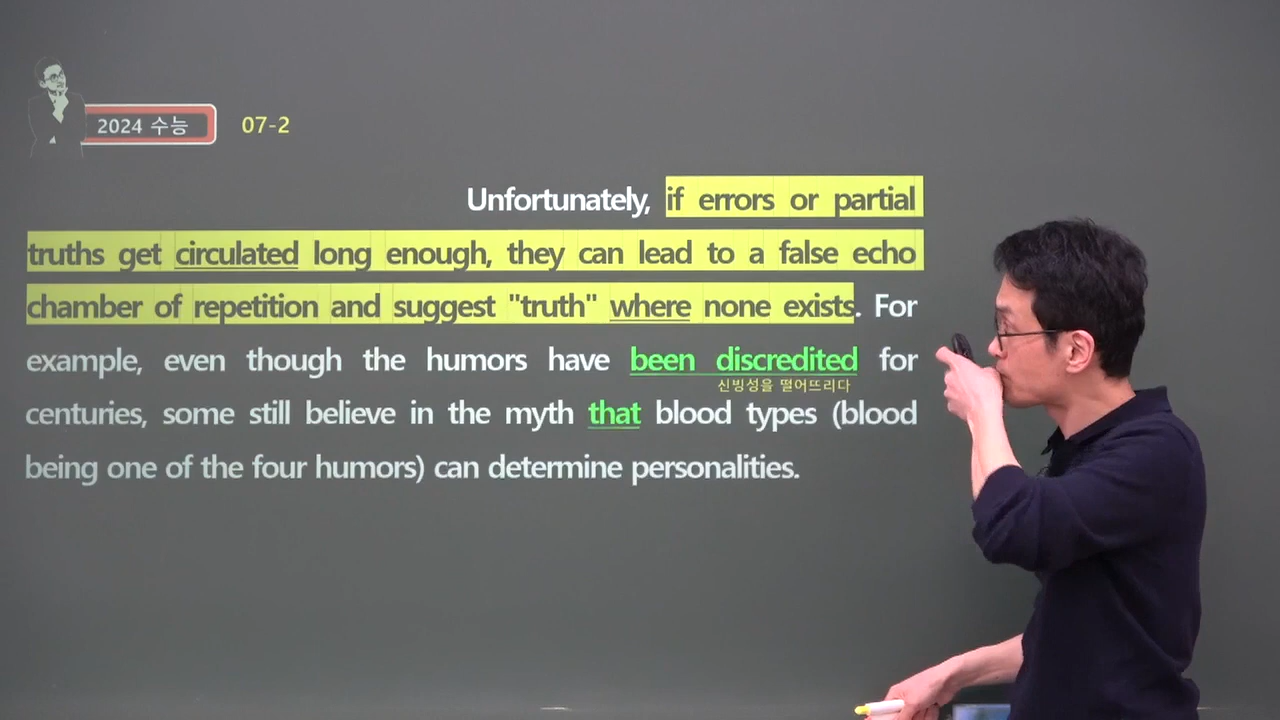 2024 수능 07-2
Unfortunately, if errors or partial
truths get circulated long enough, they can lead to a false echo
chamber of repetition and suggest "truth" where none exists. For
example, even though the humors have been discredited for
신빙성을 떨어뜨리다
centuries, some still believe in the myth that blood types (blood
being one of the four humors) can determine personalities.